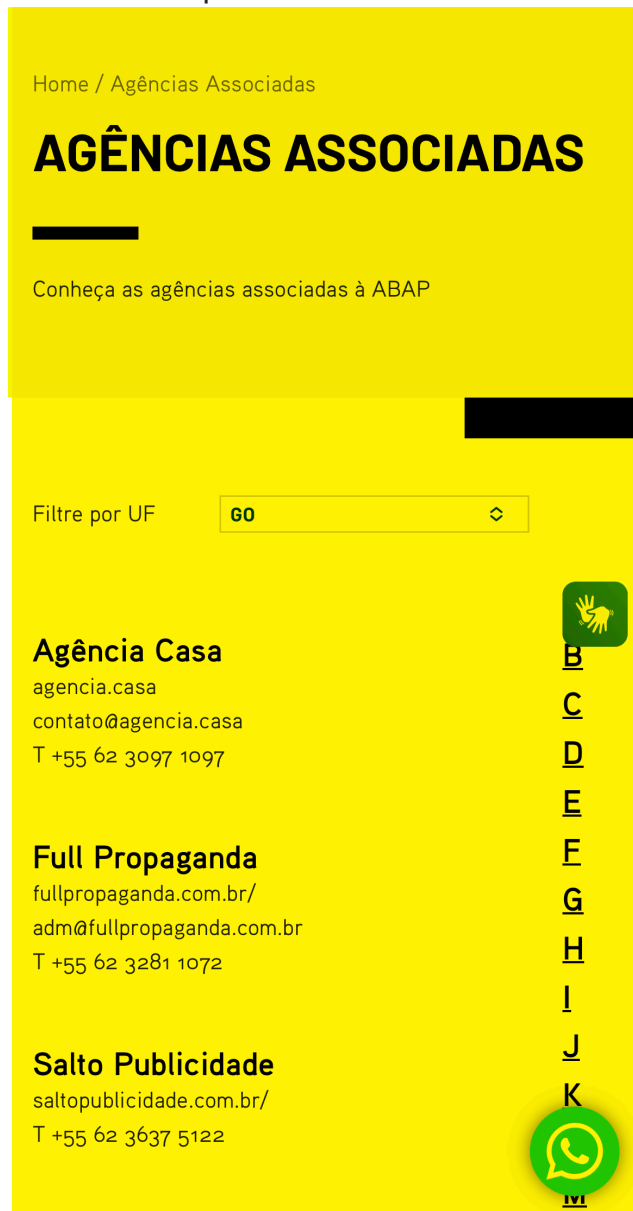 Home / Agências Associadas
AGÊNCIAS ASSOCIADAS
Conheça as agências associadas à ABAP
Filtre por UF
GO
Agência Casa
agencia.casa
contato@agencia.casa
T +55 62 3097 1097
Full Propaganda
fullpropaganda.com.br/
adm@fullpropaganda.com.br
T +55 62 3281 1072
Salto Publicidade
saltopublicidade.com.br/
T +55 62 3637 5122
B
C
D
E
F
G
H
I
J
K
M